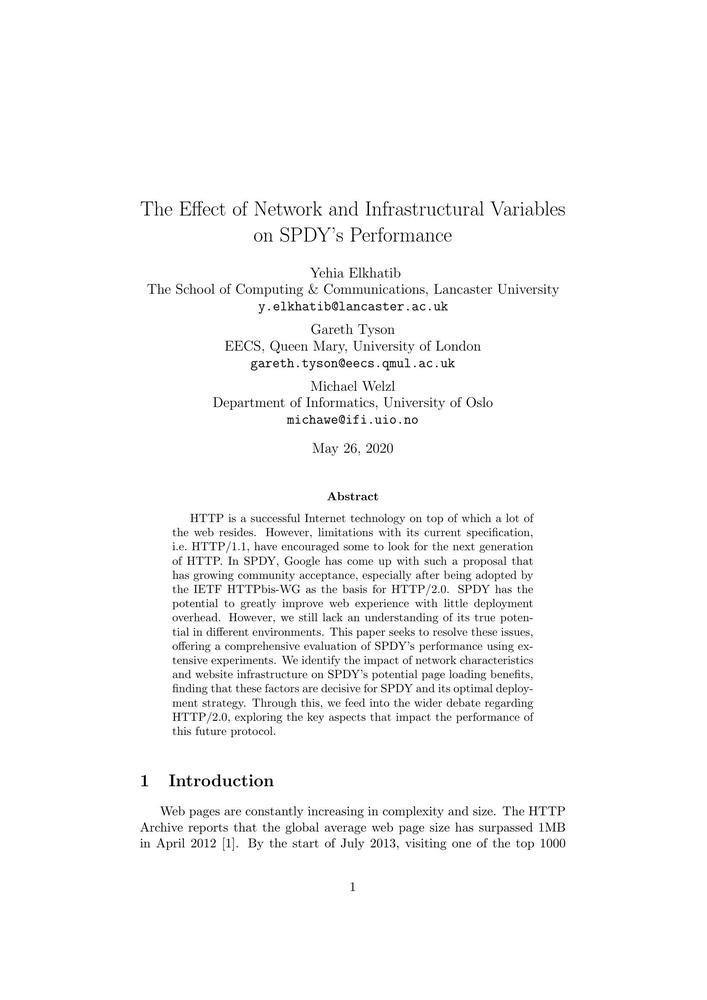 The Effect of Network and Infrastructural Variables
on SPDY's Performance
Yehia Elkhatib
The School of Computing & Communications, Lancaster University
y.elkhatib@lancaster.ac.uk
Gareth Tyson
EECS, Queen Mary, University of London
gareth.tyson@eecs.qmul.ac.uk
Michael Welzl
Department of Informatics, University of Oslo
michawe@ifi.uio.no
May 26, 2020
Abstract
HTTP is a successful Internet technology on top of which a lot of
the web resides. However, limitations with its current specification,
i.e. HTTP/1.1, have encouraged some to look for the next generation
of HTTP. In SPDY, Google has come up with such a proposal that
has growing community acceptance, especially after being adopted by
the IETF HTTPbis-WG as the basis for HTTP/2.0. SPDY has the
potential to greatly improve web experience with little deployment
overhead. However, we still lack an understanding of its true poten-
tial in different environments. This paper seeks to resolve these issues,
offering a comprehensive evaluation of SPDY's performance using ex-
tensive experiments. We identify the impact of network characteristics
and website infrastructure on SPDY's potential page loading benefits,
finding that these factors are decisive for SPDY and its optimal deploy-
ment strategy. Through this, we feed into the wider debate regarding
HTTP/2.0, exploring the key aspects that impact the performance of
this future protocol.
1 Introduction
Web pages are constantly increasing in complexity and size. The HTTP
Archive reports that the global average web page size has surpassed 1MB
in April 2012 [1]. By the start of July 2013, visiting one of the top 1000
1